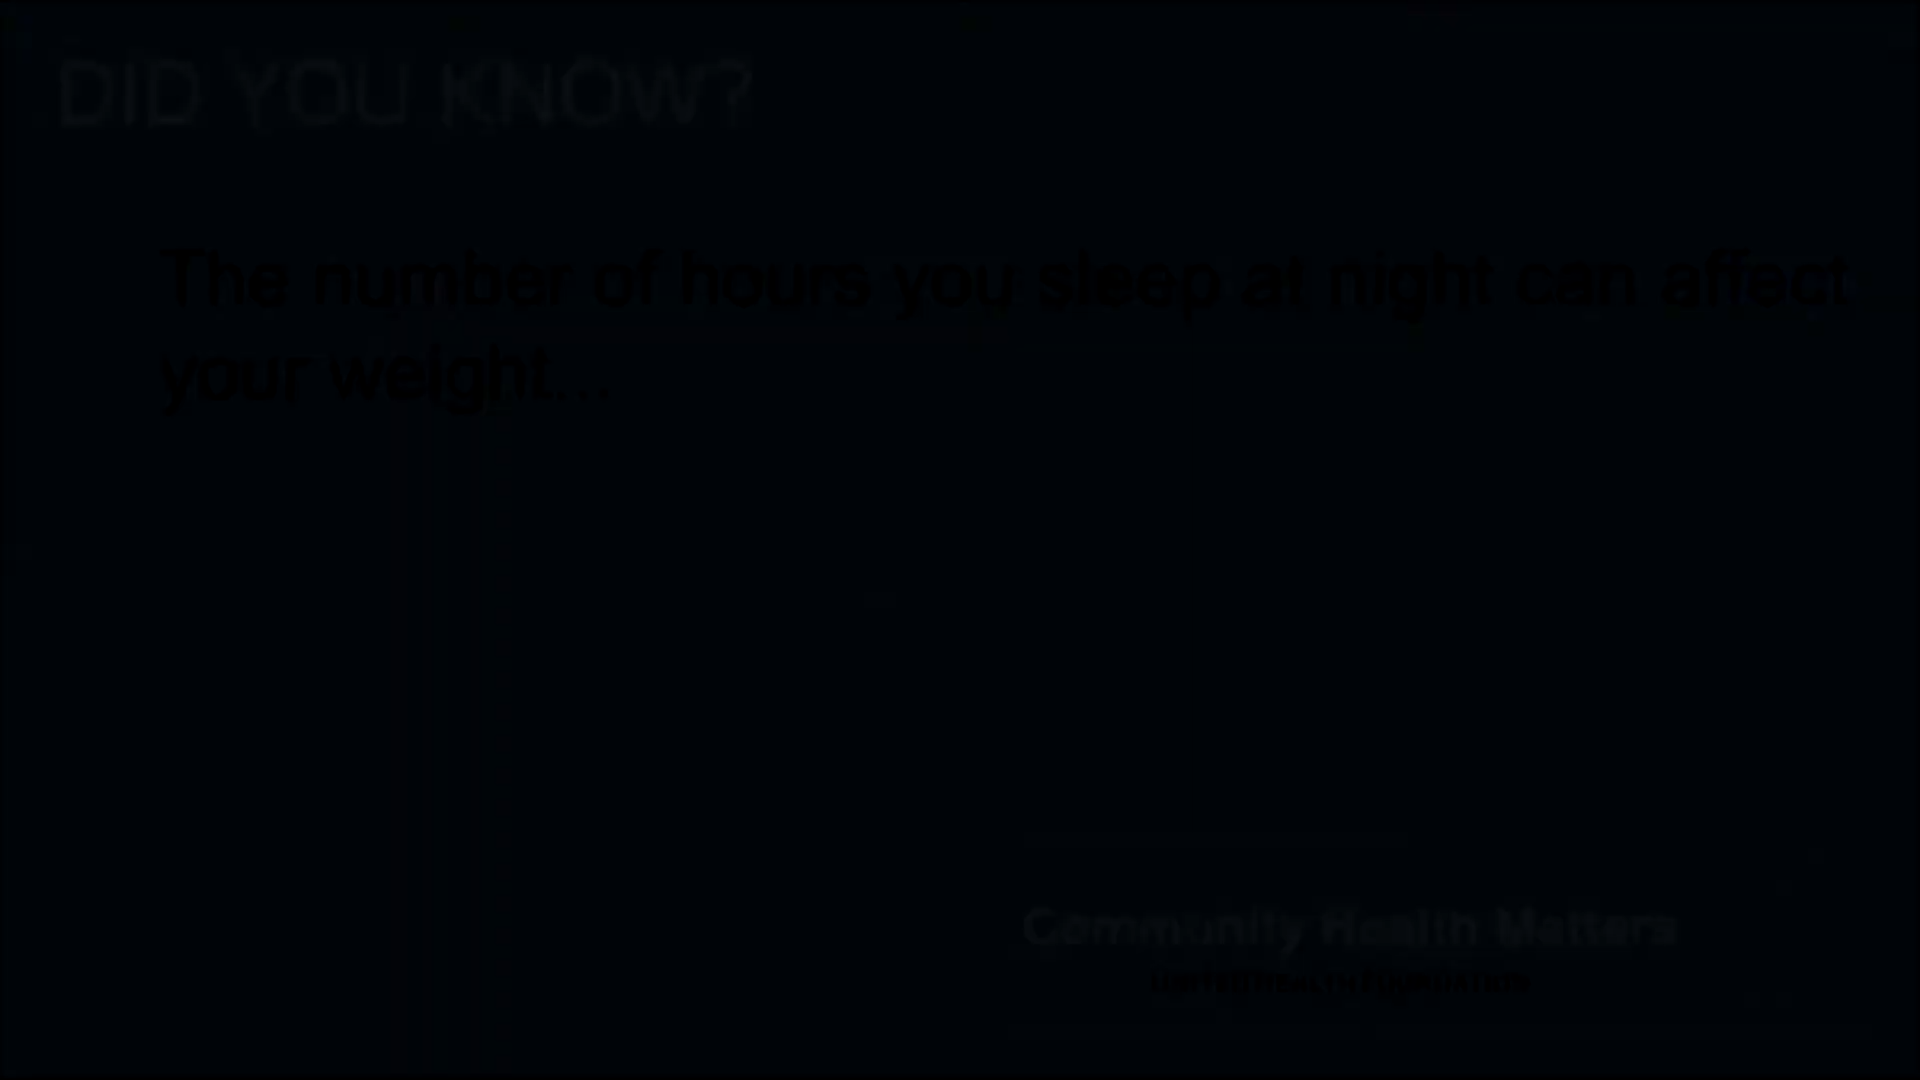 DID YOU KNOW?
The number of hours you sleep at night can affect
your weight...
Community Health Matters